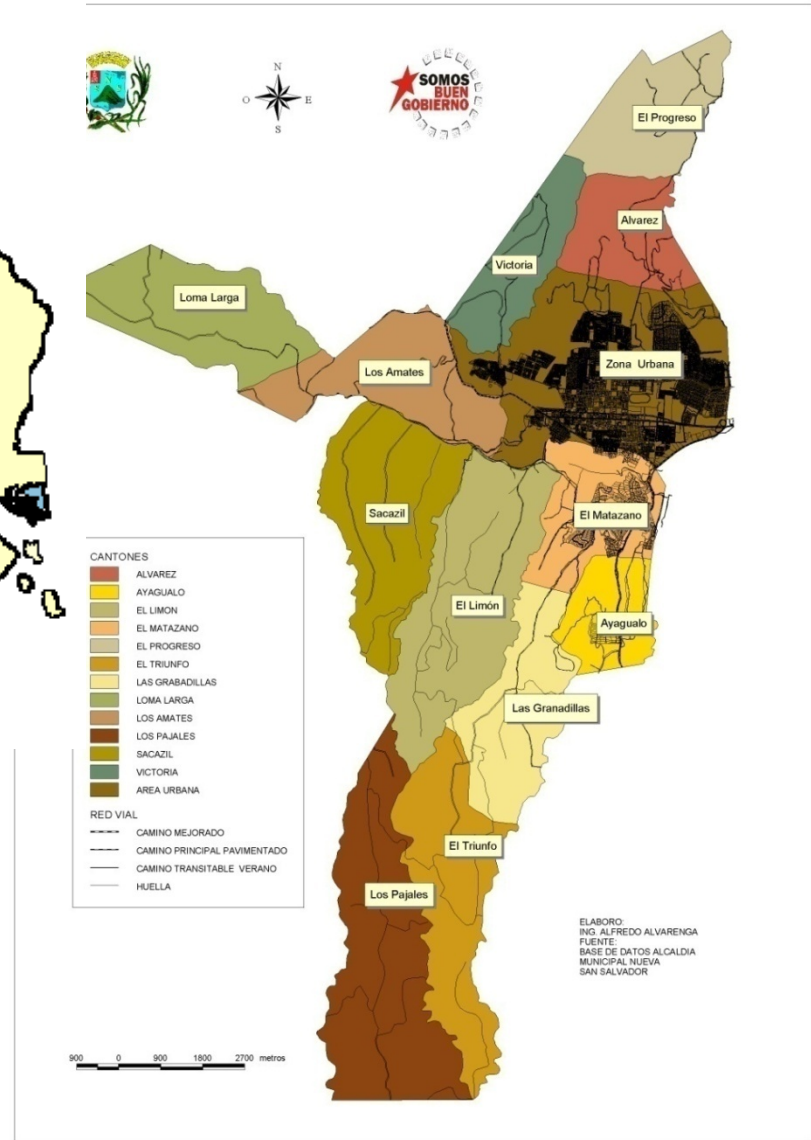 N
O E
S
SOMOS
BUEN
GOBIERNO
El Progreso
Alvarez
Victoria
Loma Larga
Zona Urbana
Los Amates
Sacazil
El Matazano
El Limón
Ayagualo
Las Granadillas
El Triunfo
Los Pajales
CANTONES
ALVAREZ
AYAGUALO
EL LIMON
EL MATAZANO
EL PROGRESO
EL TRIUNFO
LAS GRABADILLAS
LOMA LARGA
LOS AMATES
LOS PAJALES
SACAZIL
VICTORIA
AREA URBANA
RED VIAL
CAMINO MEJORADO
CAMINO PRINCIPAL PAVIMENTADO
CAMINO TRANSITABLE VERANO
HUELLA
ELABORO:
ING. ALFREDO ALVARENGA
FUENTE:
BASE DE DATOS ALCALDIA
MUNICIPAL NUEVA
SAN SALVADOR
900 0 900 1800 2700 metros